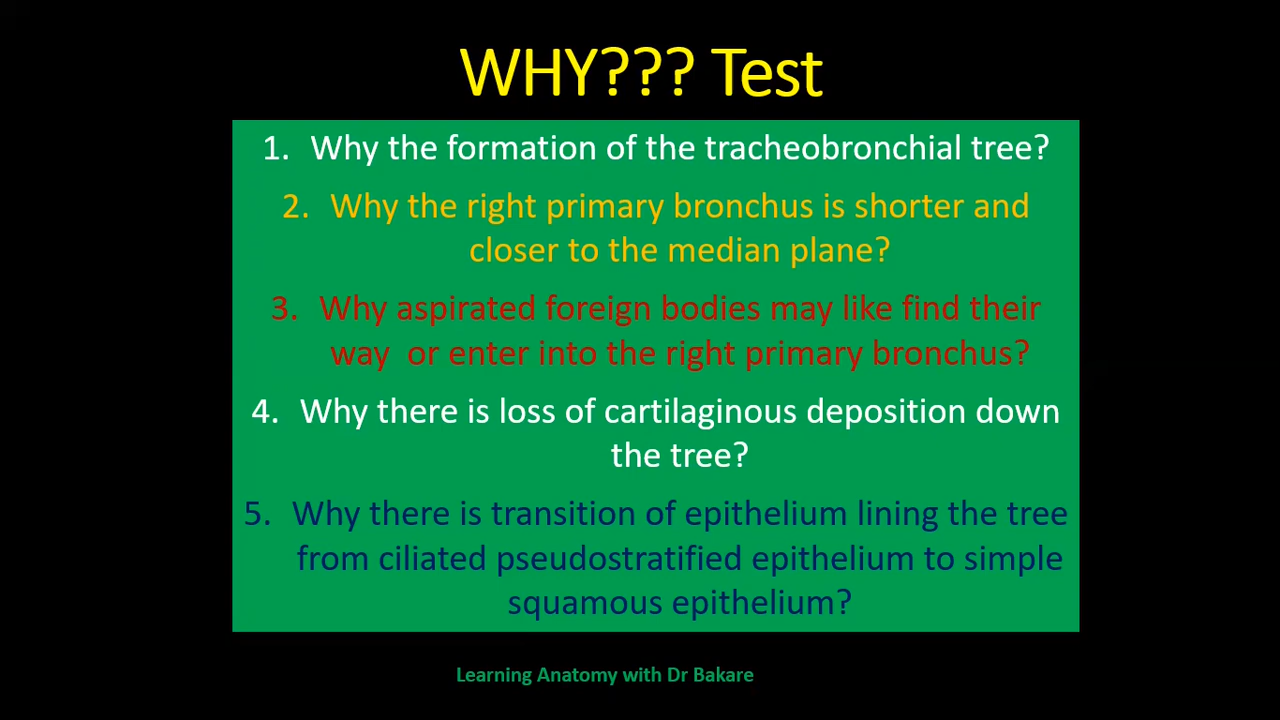 WHY??? Test
1. Why the formation of the tracheobronchial tree?
2. Why the right primary bronchus is shorter and
closer to the median plane?
3. Why aspirated foreign bodies may like find their
way or enter into the right primary bronchus?
4. Why there is loss of cartilaginous deposition down
the tree?
5. Why there is transition of epithelium lining the tree
from ciliated pseudostratified epithelium to simple
squamous epithelium?
Learning Anatomy with Dr Bakare